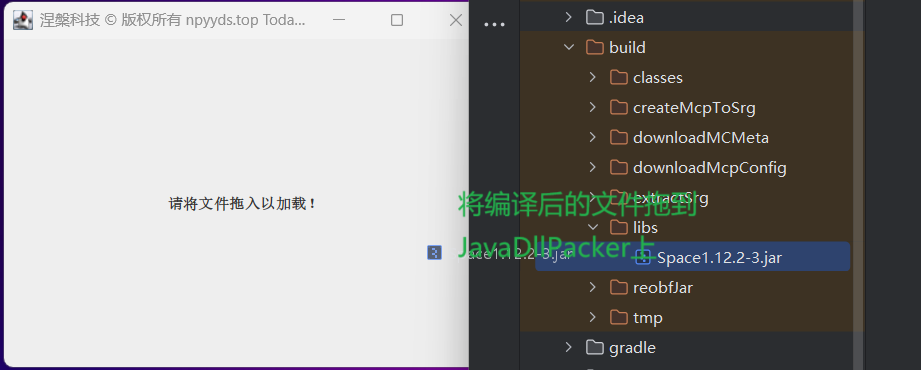 涅槃科技 © 版权所有 npyyds.top Toda...
请将文件拖入以加载！
.idea
build
classes
createMcpToSrg
downloadMCMeta
downloadMcpConfig
extractSrg
libs
Space1.12.2-3.jar
reobfJar
tmp
gradle
将编译后的文件拖到
JavaDllPacker上
ace1.12.2-3.jar